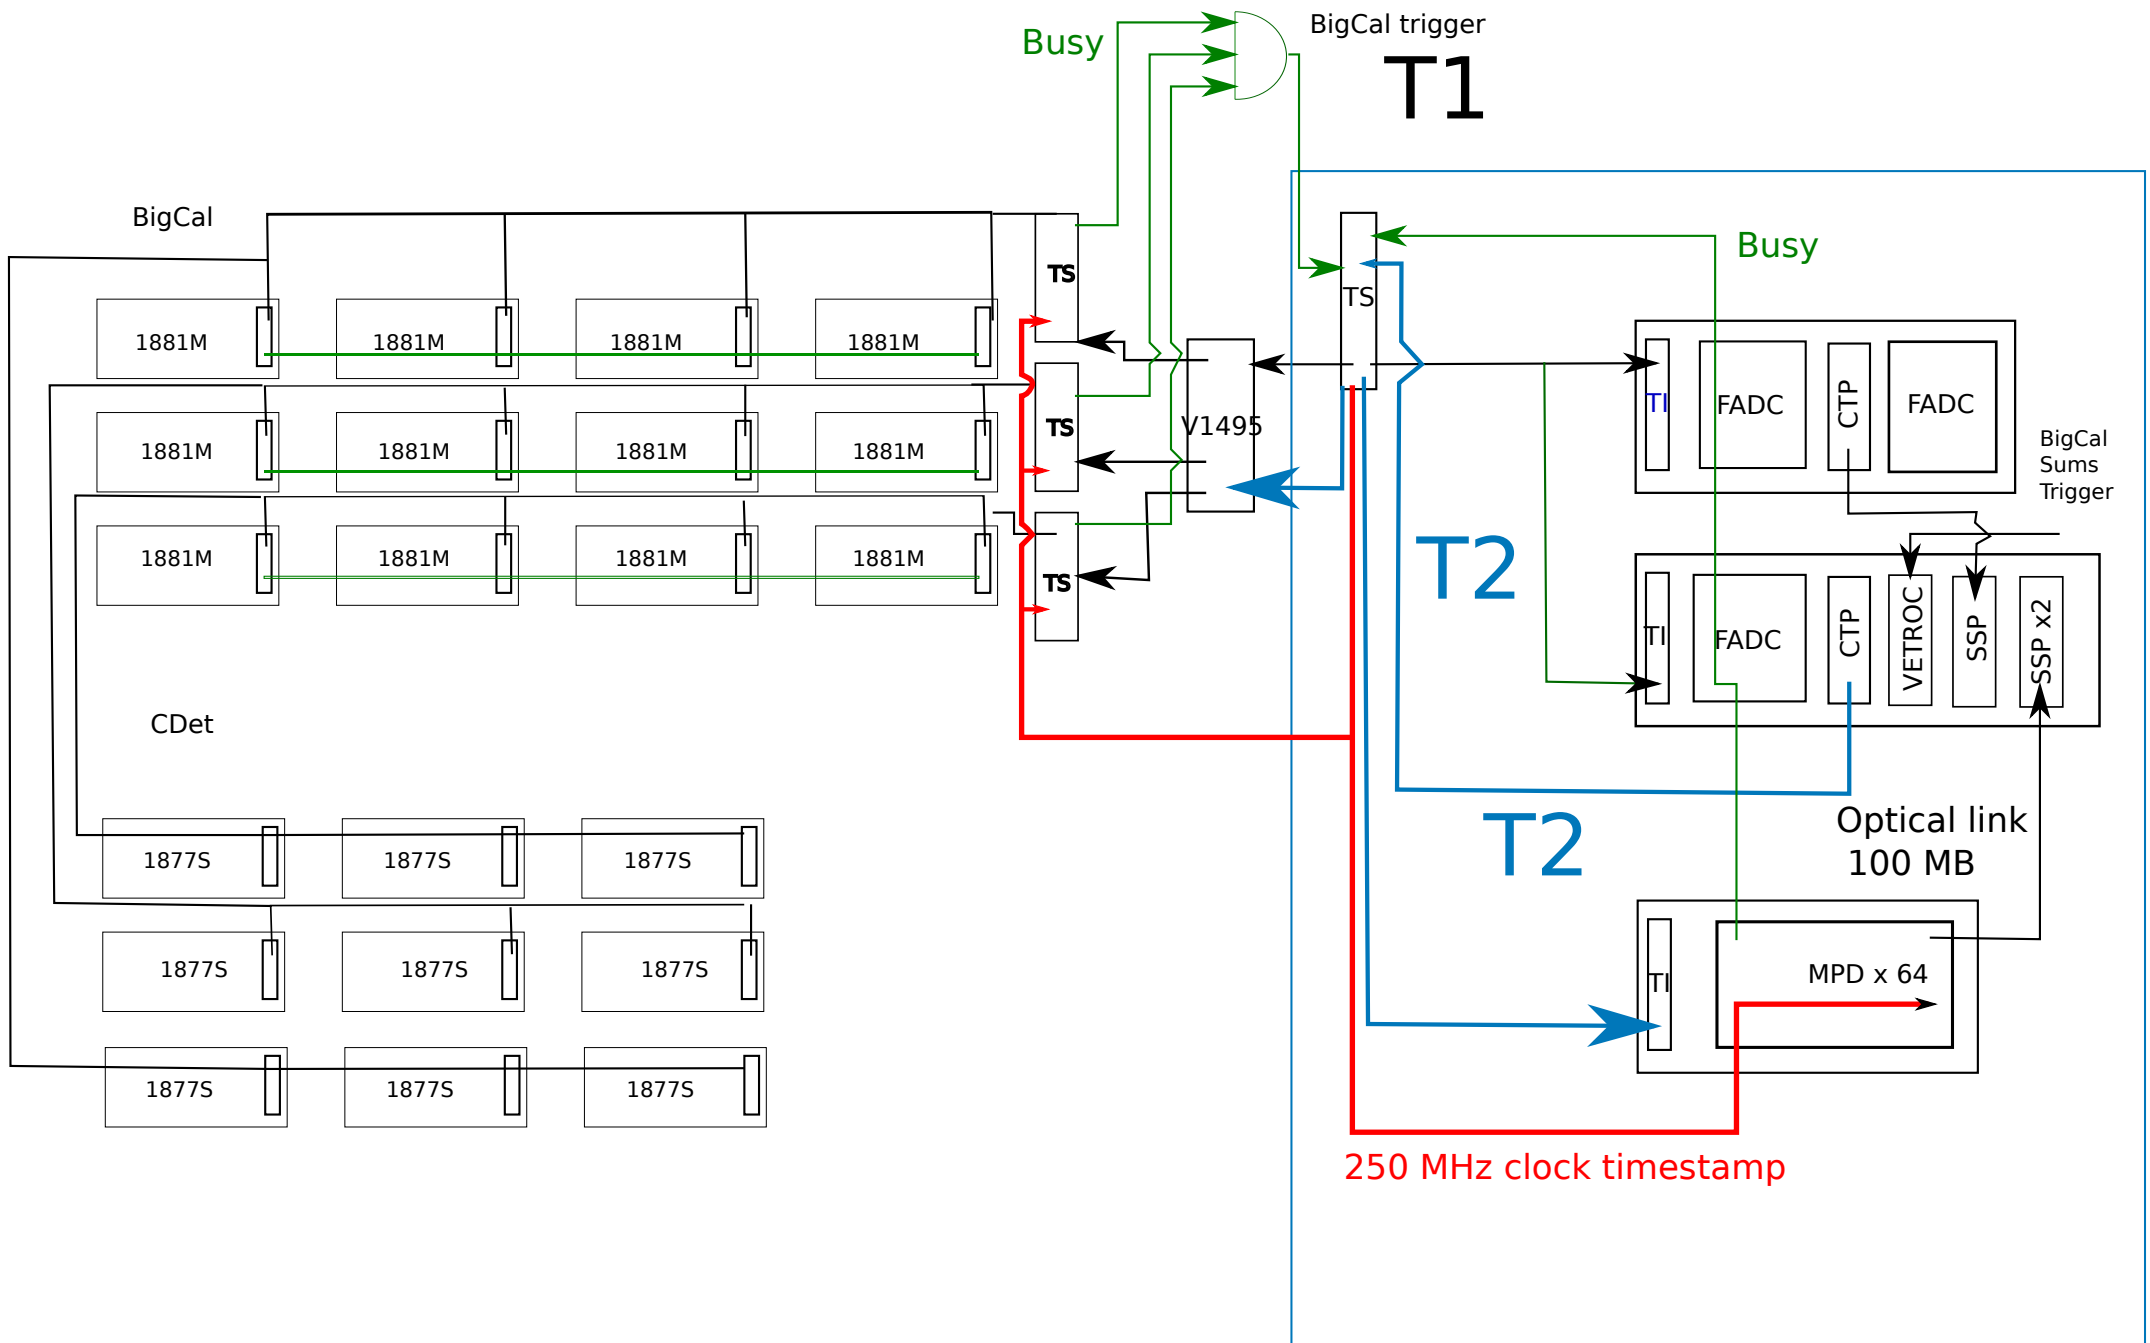 BigCal trigger
Busy
T1
BigCal
Busy
TS
TS
1881M
1881M
1881M
1881M
TI
FADC
CTP
FADC
TS
V1495
BigCal
Sums
Trigger
1881M
1881M
1881M
1881M
1881M
1881M
1881M
1881M
TS
T2
TI
FADC
CTP
VETROC
SSP
SSP x2
CDet
Optical link
100 MB
T2
1877S
1877S
1877S
1877S
1877S
1877S
TI
MPD x 64
1877S
1877S
1877S
250 MHz clock timestamp